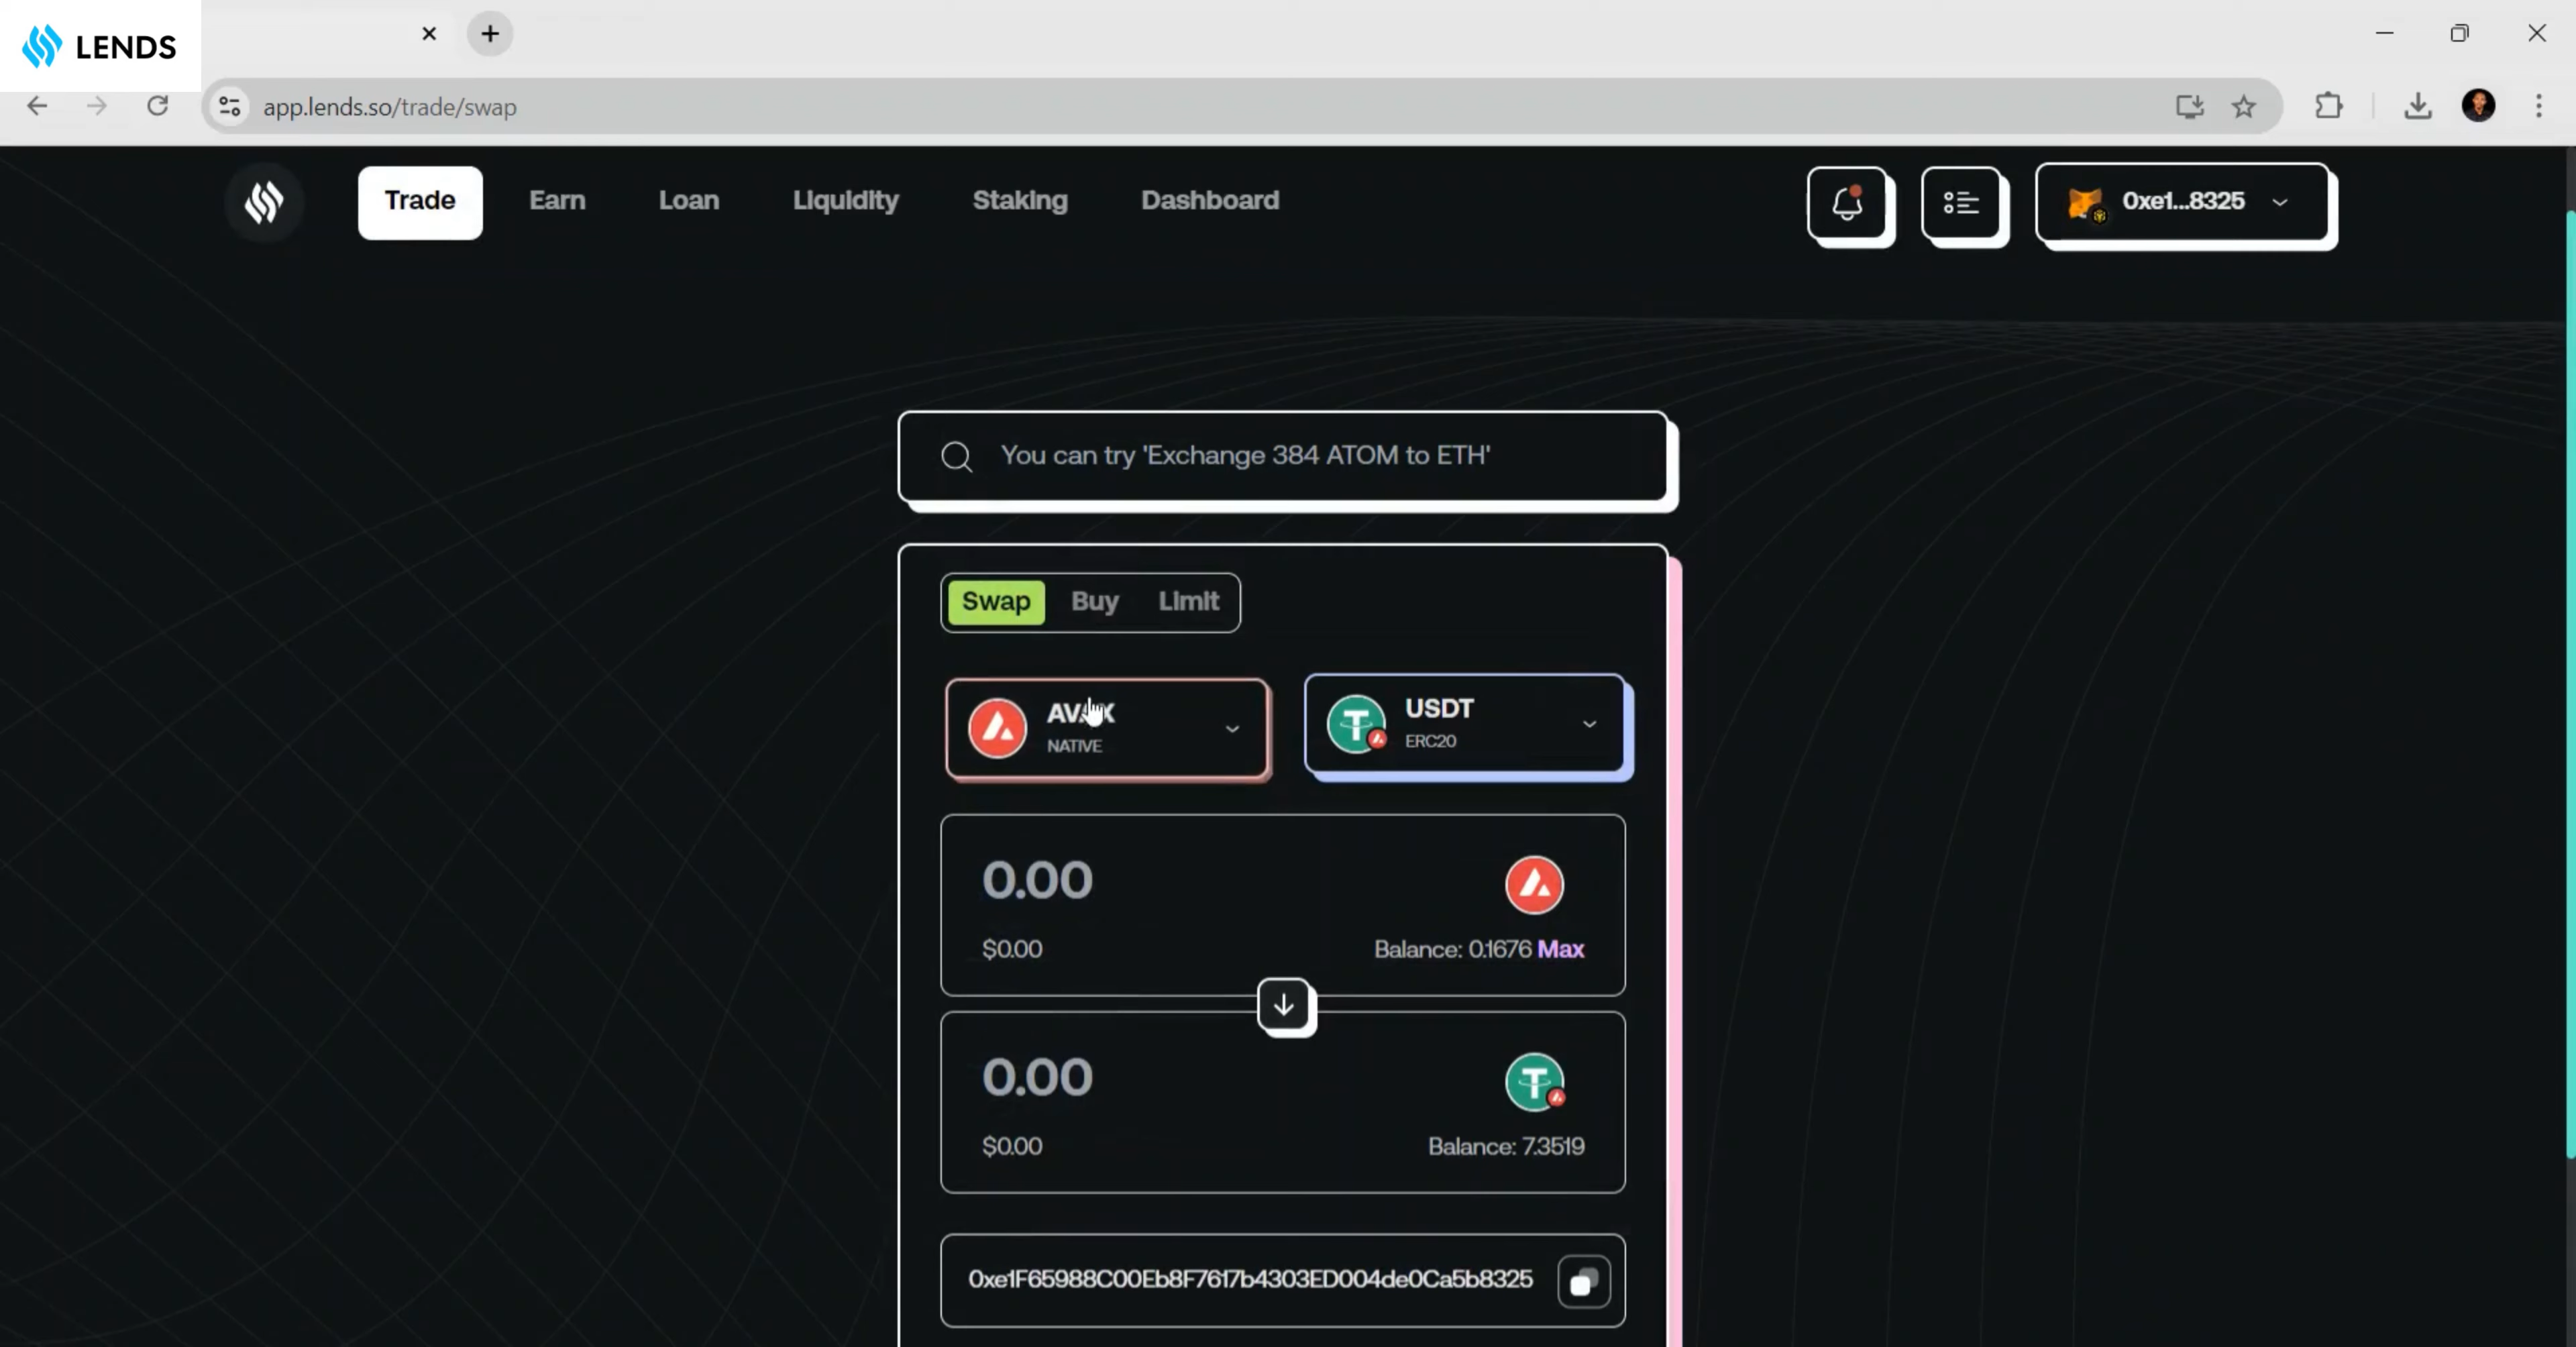 LENDS
app.lends.so/trade/swap
Trade
Earn
Loan
Liquidity
Staking
Dashboard
0xe1...8325
You can try 'Exchange 384 ATOM to ETH'
Swap
Buy
Limit
AVAX
NATIVE
USDT
ERC20
0.00
$0.00
Balance: 0.1676 Max
0.00
$0.00
Balance: 7.3519
0xe1F65988C00Eb8F7617b4303ED004de0Ca5b8325